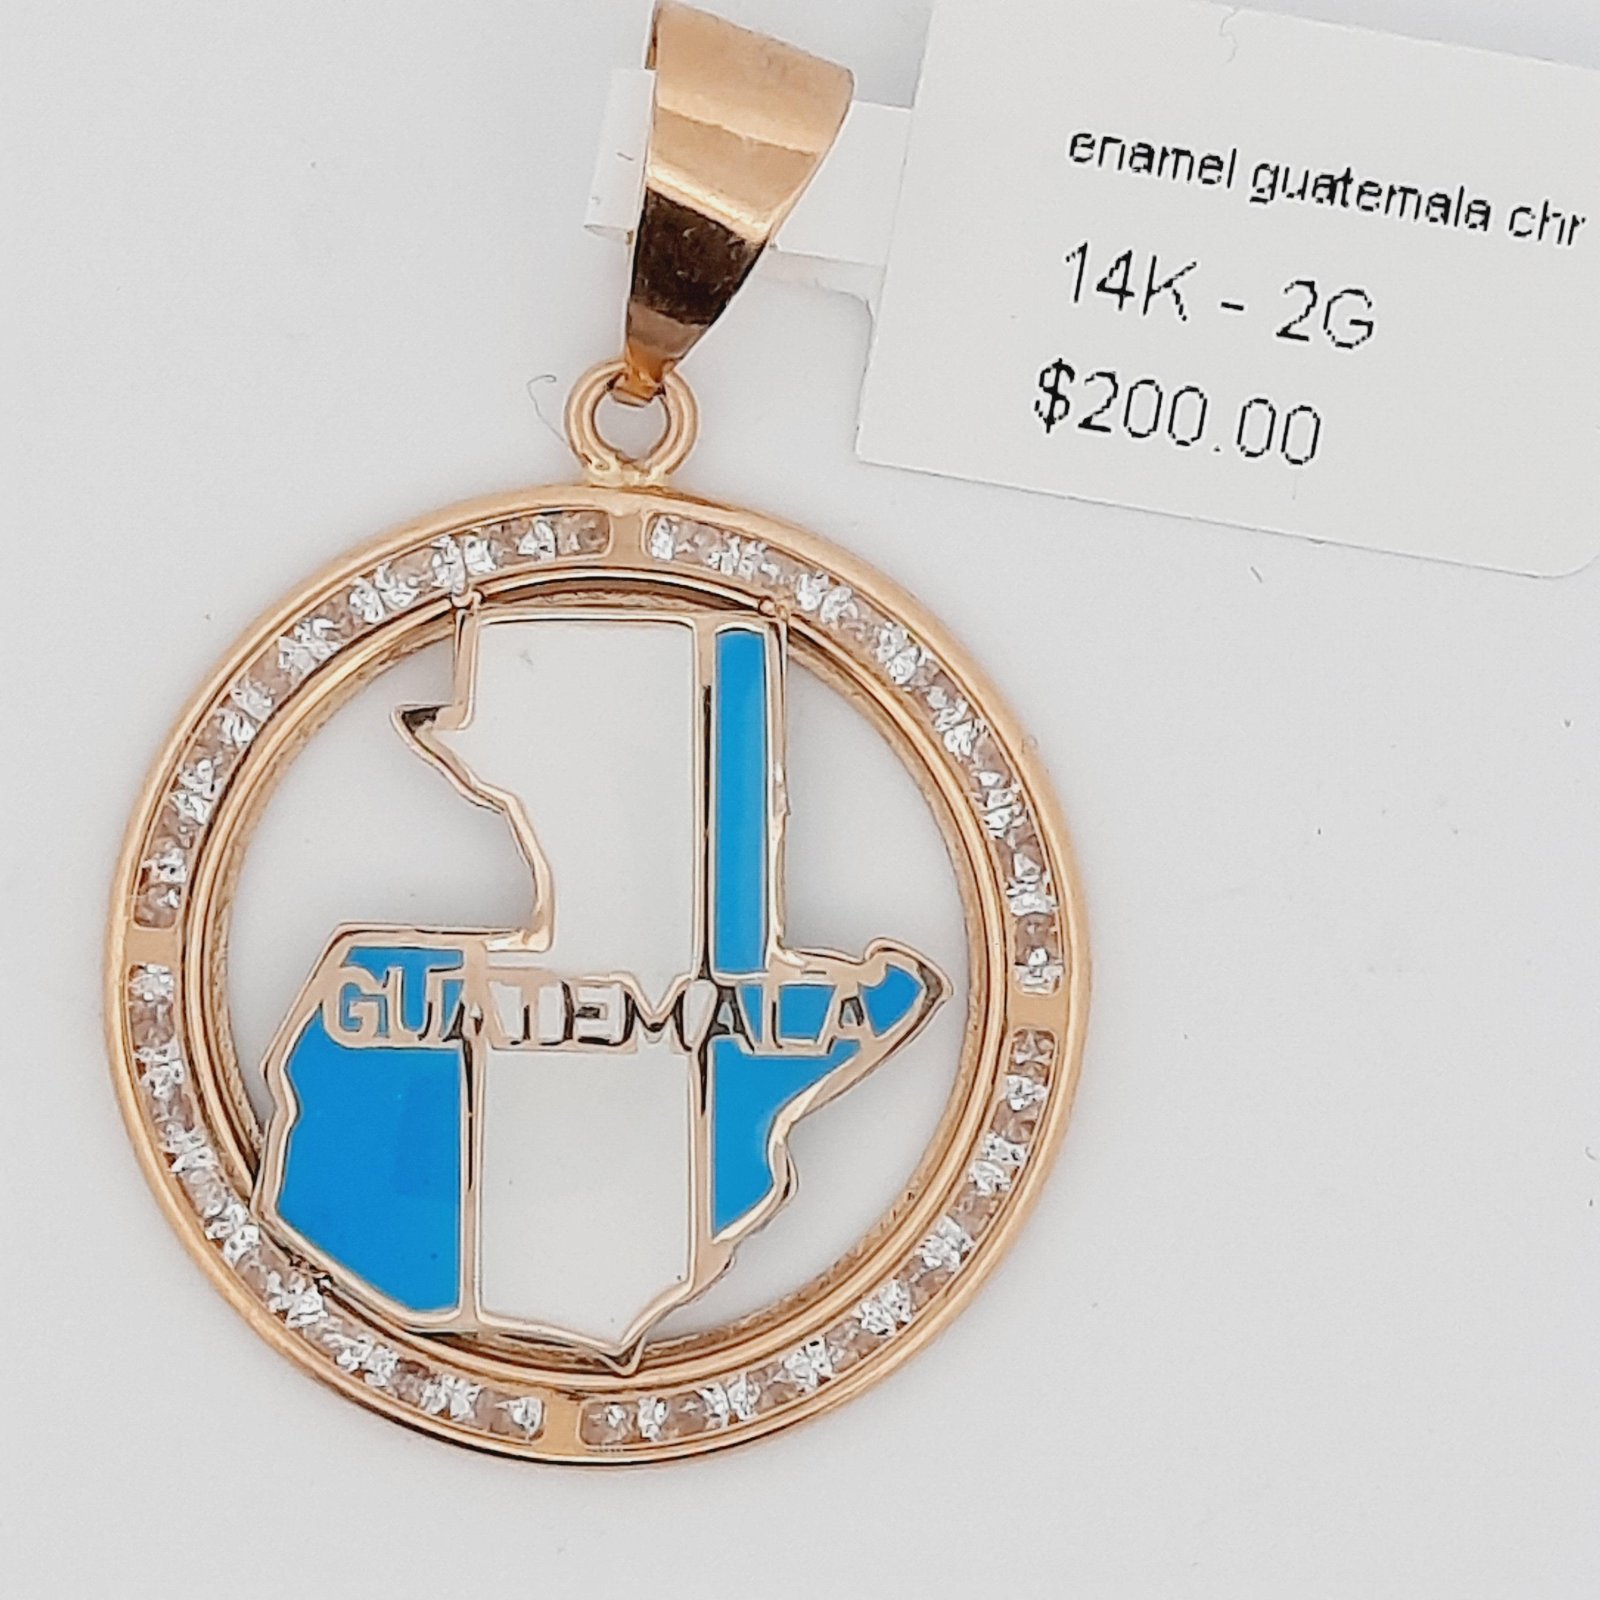 enamel guatemala chr
14K - 2G
$200.00
GUATEMALA